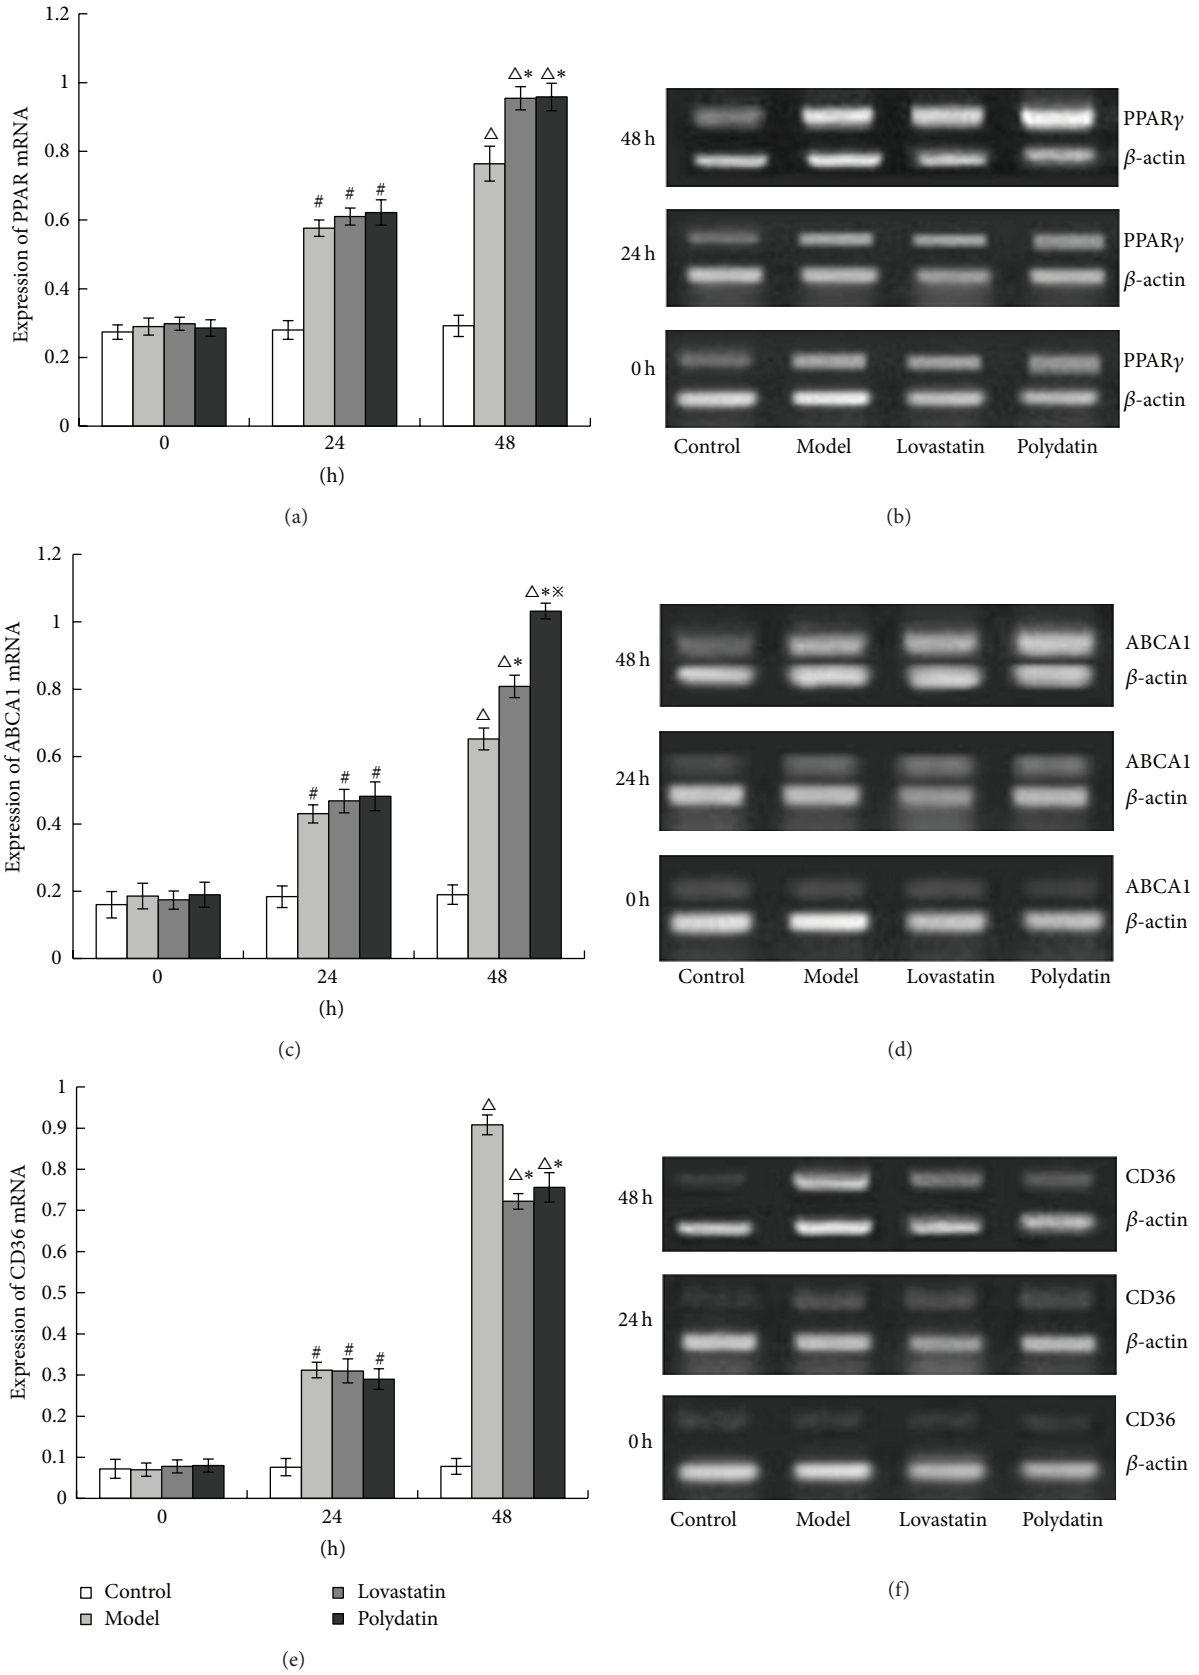 Expression of PPAR mRNA
1.2
1
0.8
0.6
0.4
0.2
0
△* △*
△
# # #
0 24 48
(h)
(a)
48 h
PPARγ
β-actin
24 h
PPARγ
β-actin
0 h
PPARγ
β-actin
Control Model Lovastatin Polydatin
(b)
Expression of ABCA1 mRNA
1.2
1
0.8
0.6
0.4
0.2
0
△*※
△*
△
# # #
0 24 48
(h)
(c)
48 h
ABCA1
β-actin
24 h
ABCA1
β-actin
0 h
ABCA1
β-actin
Control Model Lovastatin Polydatin
(d)
Expression of CD36 mRNA
1
0.9
0.8
0.7
0.6
0.5
0.4
0.3
0.2
0.1
0
△
△* △*
# # #
0 24 48
(h)
Control Lovastatin
Model Polydatin
(e)
48 h
CD36
β-actin
24 h
CD36
β-actin
0 h
CD36
β-actin
Control Model Lovastatin Polydatin
(f)